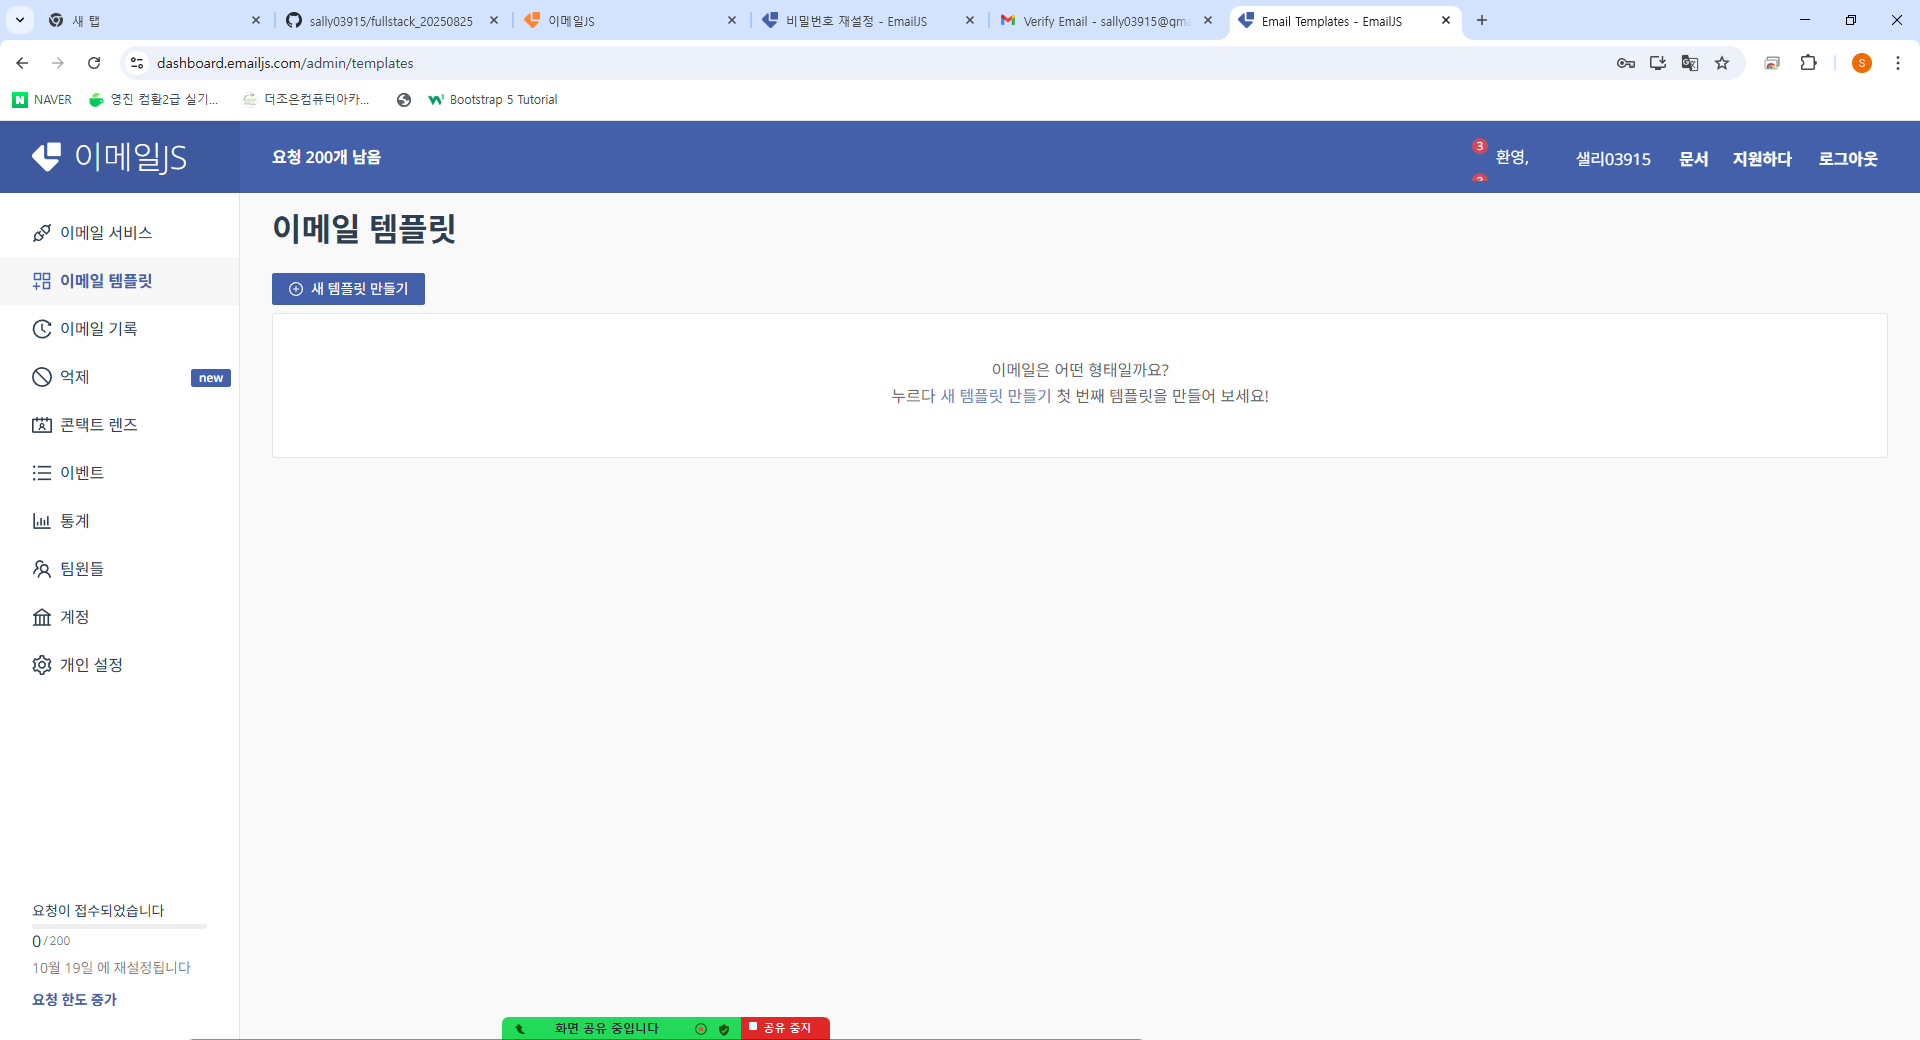 새 탭
sally03915/fullstack_20250825
이메일JS
비밀번호 재설정 - EmailJS
Verify Email - sally03915@gma
Email Templates - EmailJS
dashboard.emailjs.com/admin/templates
S
NAVER
영진 컴활2급 실기...
더조은컴퓨터아카...
Bootstrap 5 Tutorial
이메일JS
요청 200개 남음
3
환영,
샐리03915
문서
지원하다
로그아웃
이메일 서비스
이메일 템플릿
이메일 기록
억제
new
콘택트 렌즈
이벤트
통계
팀원들
계정
개인 설정
이메일 템플릿
새 템플릿 만들기
이메일은 어떤 형태일까요?
누르다 새 템플릿 만들기 첫 번째 템플릿을 만들어 보세요!
요청이 접수되었습니다
0/200
10월 19일 에 재설정됩니다
요청 한도 증가
화면 공유 중입니다
공유 중지